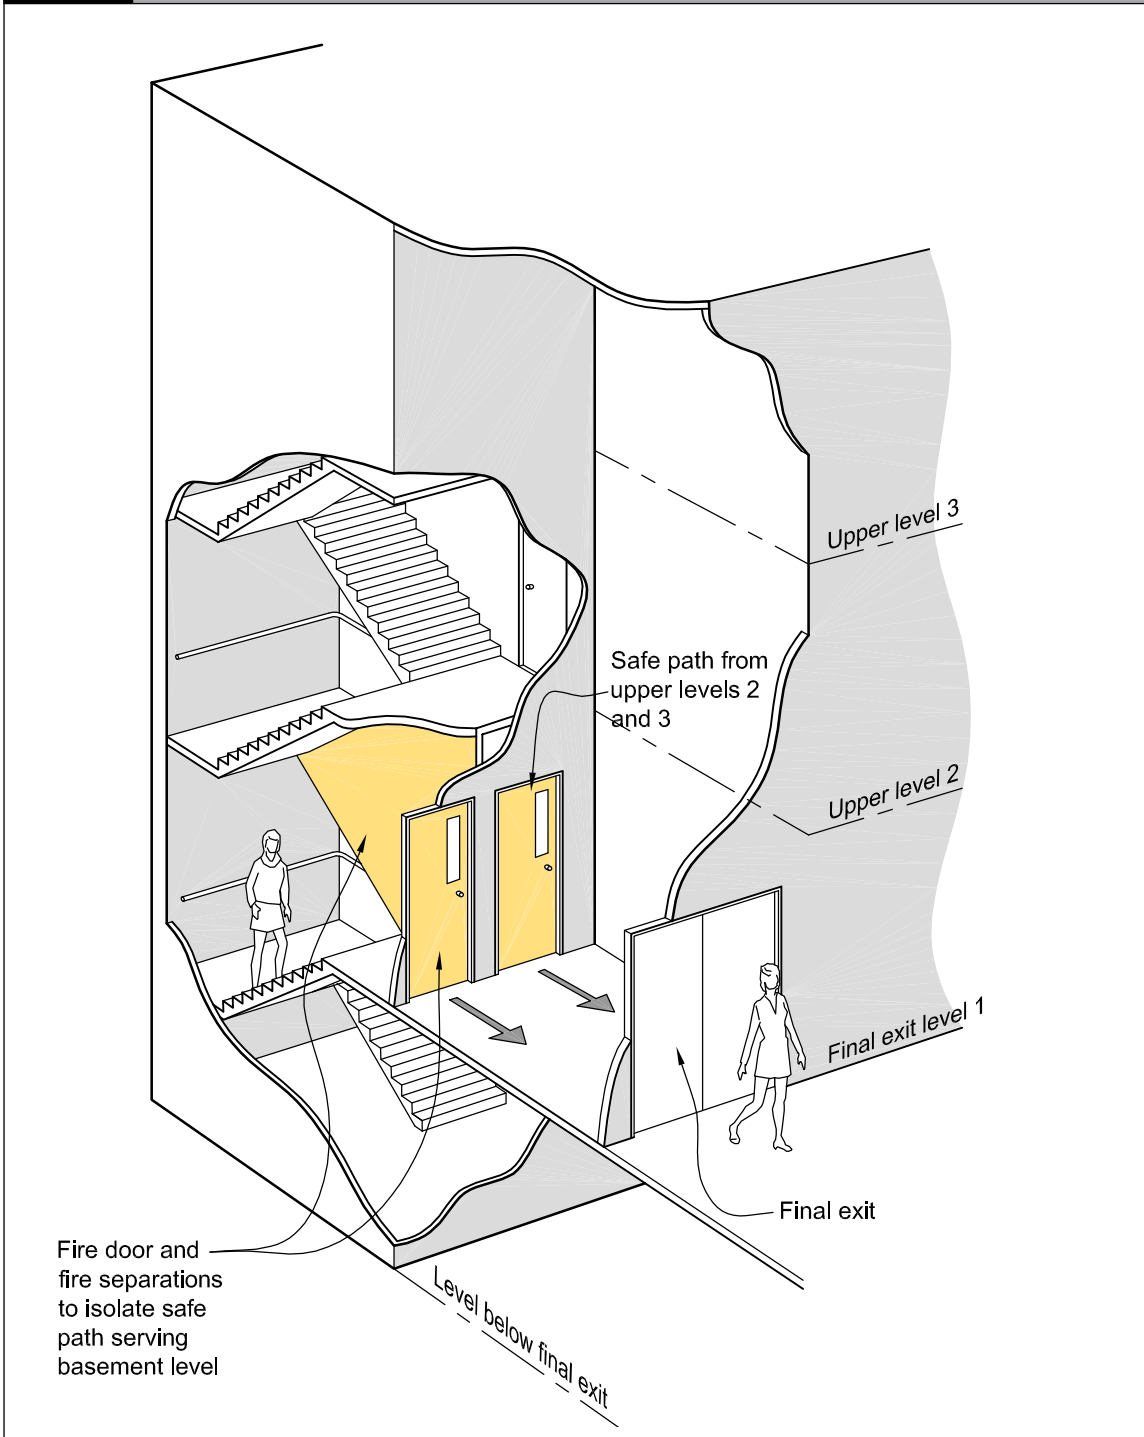 Upper level 3
Safe path from
upper levels 2
and 3
Upper level 2
Final exit level 1
Final exit
Fire door and
fire separations
to isolate safe
path serving
basement level
Level below final exit